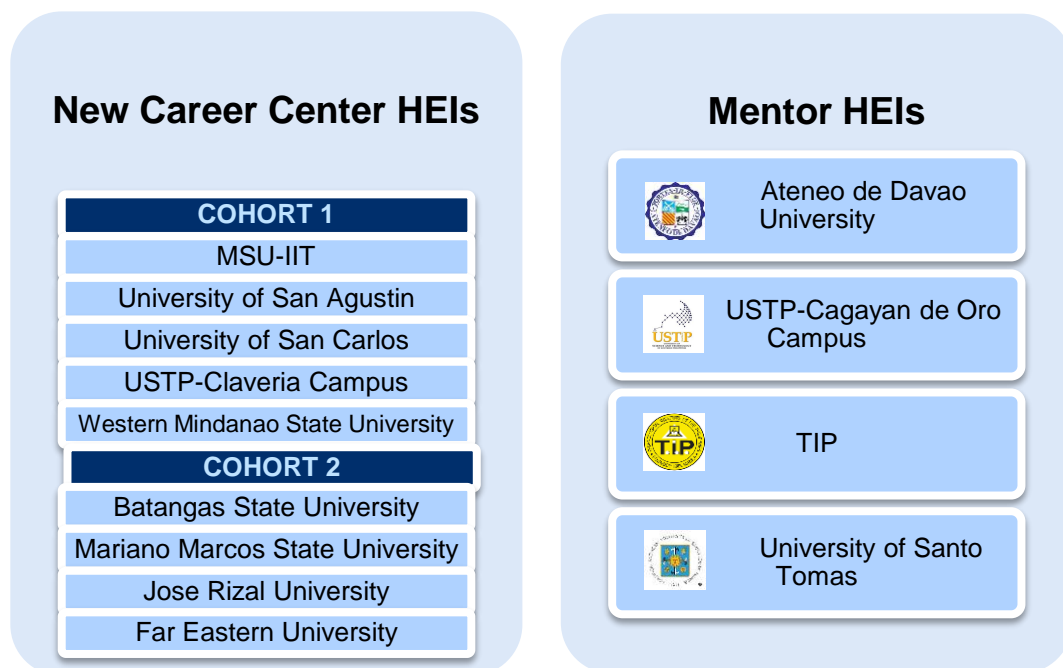 New Career Center HEIs
COHORT 1
MSU-IIT
University of San Agustin
University of San Carlos
USTP-Claveria Campus
Western Mindanao State University
COHORT 2
Batangas State University
Mariano Marcos State University
Jose Rizal University
Far Eastern University
Mentor HEIs
Ateneo de Davao
University
USTP-Cagayan de Oro
Campus
USTP
TIP
T.I.P
University of Santo
Tomas